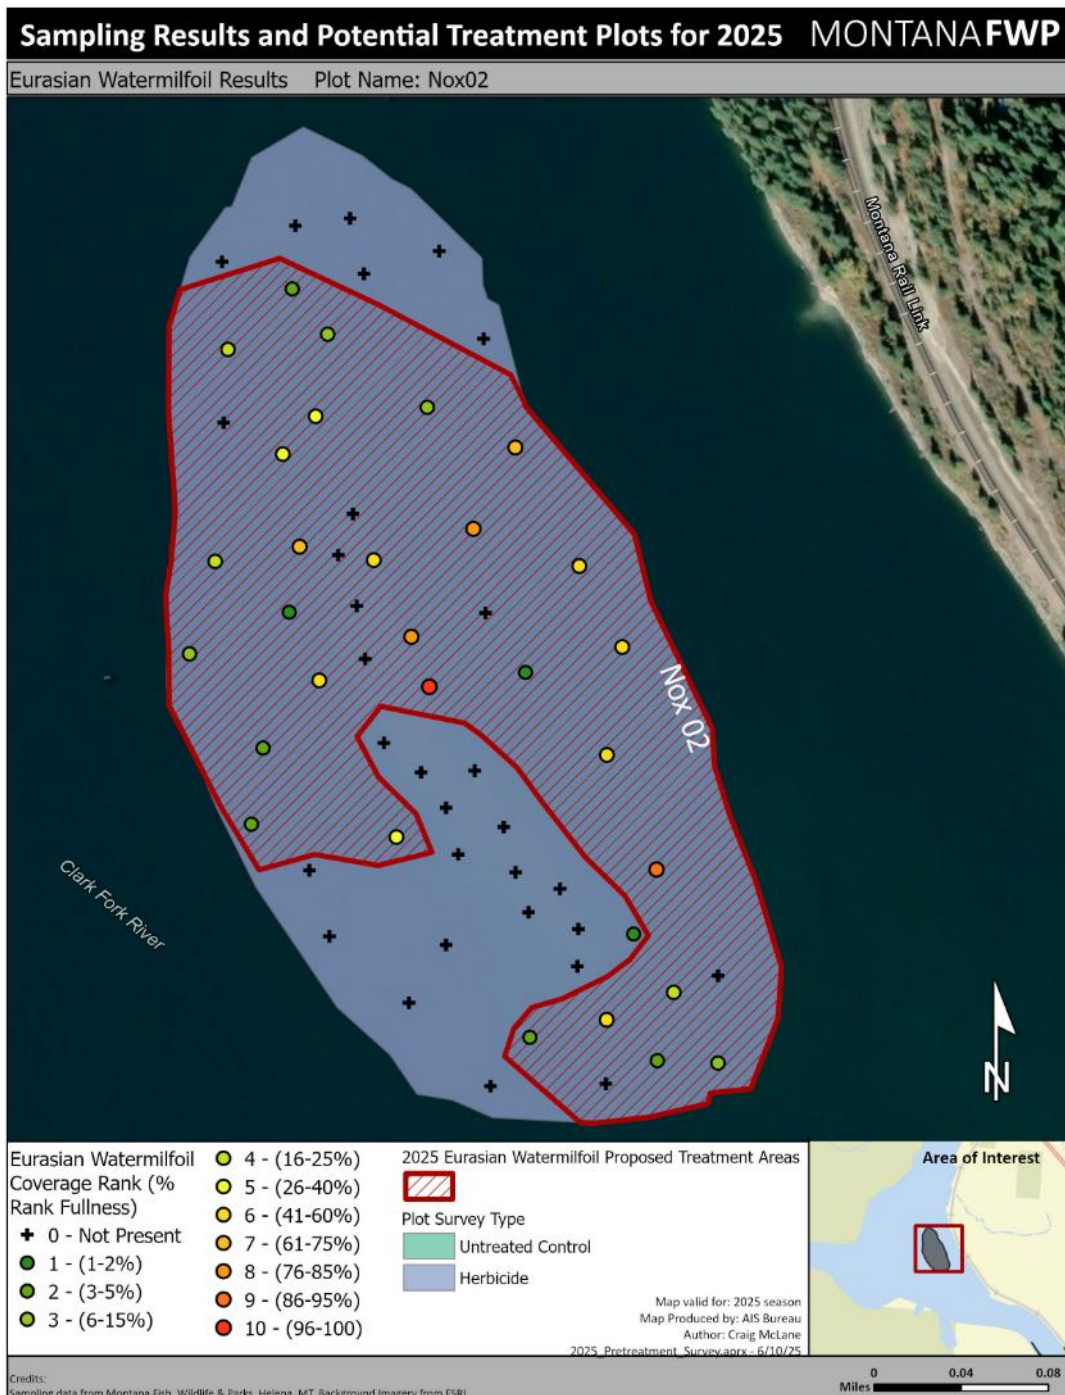 Sampling Results and Potential Treatment Plots for 2025 MONTANAFWP
Eurasian Watermilfoil Results Plot Name: Nox02
Montana Rail Link
Nox 02
Clark Fork River
N
Eurasian Watermilfoil
Coverage Rank (%
Rank Fullness)
0 - Not Present
1 - (1-2%)
2 - (3-5%)
3 - (6-15%)
4 - (16-25%)
5 - (26-40%)
6 - (41-60%)
7 - (61-75%)
8 - (76-85%)
9 - (86-95%)
10 - (96-100)
2025 Eurasian Watermilfoil Proposed Treatment Areas
Plot Survey Type
Untreated Control
Herbicide
Map valid for: 2025 season
Map Produced by: AIS Bureau
Author: Craig McLane
2025_Pretreatment_Survey.aprx - 6/10/25
Area of Interest
Credits:
Sampling data from Montana Fish, Wildlife & Parks, Helena, MT. Background Imagery from ESRI
0 0.04 0.08
Miles